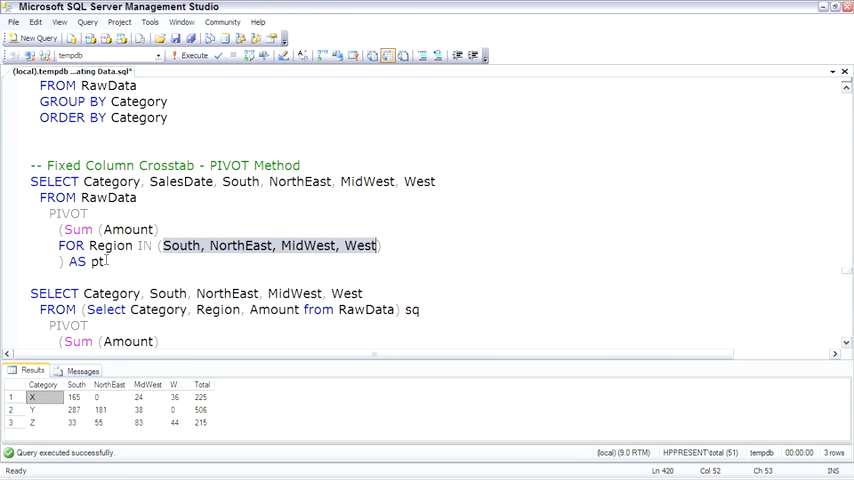 Microsoft SQL Server Management Studio
File Edit View Query Project Tools Window Community Help
New Query
tempdb Execute
(local).tempdb ...ating Data.sql*
FROM RawData
GROUP BY Category
ORDER BY Category
-- Fixed Column Crosstab - PIVOT Method
SELECT Category, SalesDate, South, NorthEast, MidWest, West
FROM RawData
PIVOT
(Sum (Amount)
FOR Region IN (South, NorthEast, MidWest, West)
) AS pt
SELECT Category, South, NorthEast, MidWest, West
FROM (Select Category, Region, Amount from RawData) sq
PIVOT
(Sum (Amount)
Results Messages
Category South NorthEast MidWest W... Total
1 X 165 0 24 36 225
2 Y 287 181 38 0 506
3 Z 33 55 83 44 215
Query executed successfully. (local) (9.0 RTM) HPPRESENT\total (51) tempdb 00:00:00 3 rows
Ready Ln 420 Col 52 Ch 53 INS